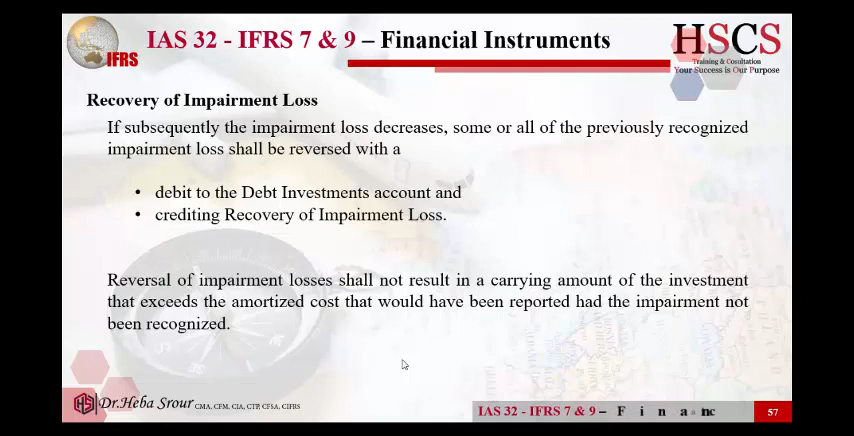 IFRS
IAS 32 - IFRS 7 & 9 – Financial Instruments
HSCS
Training & Cosultation
Your Success is Our Purpose
Recovery of Impairment Loss
If subsequently the impairment loss decreases, some or all of the previously recognized
impairment loss shall be reversed with a
• debit to the Debt Investments account and
• crediting Recovery of Impairment Loss.
Reversal of impairment losses shall not result in a carrying amount of the investment
that exceeds the amortized cost that would have been reported had the impairment not
been recognized.
HS Dr.Heba Srour CMA, CFM, CIA, CTP, CFSA, CIFRS
IAS 32 - IFRS 7 & 9 – F i n a
57